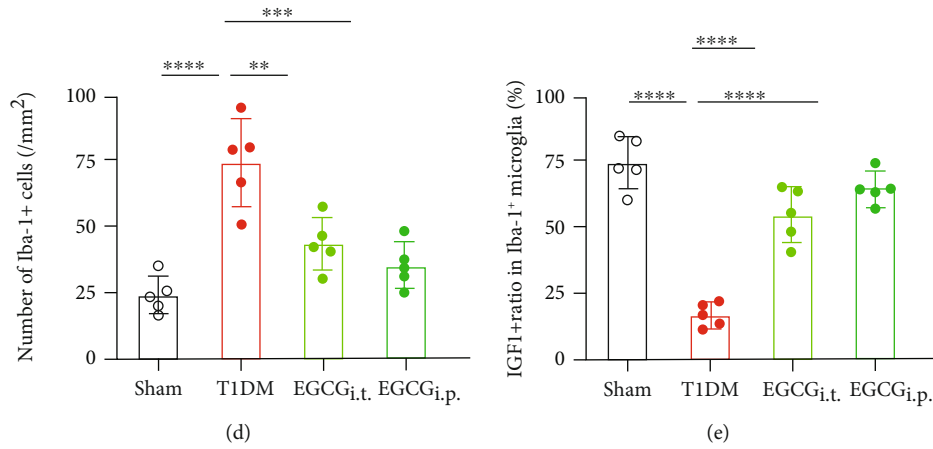 ***
**** **
Number of Iba-1+ cells (/mm2)
100
75
50
25
0
Sham T1DM EGCGi.t. EGCGi.p.
(d)
****
**** ****
IGF1+ratio in Iba-1+ microglia (%)
100
75
50
25
0
Sham T1DM EGCGi.t. EGCGi.p.
(e)